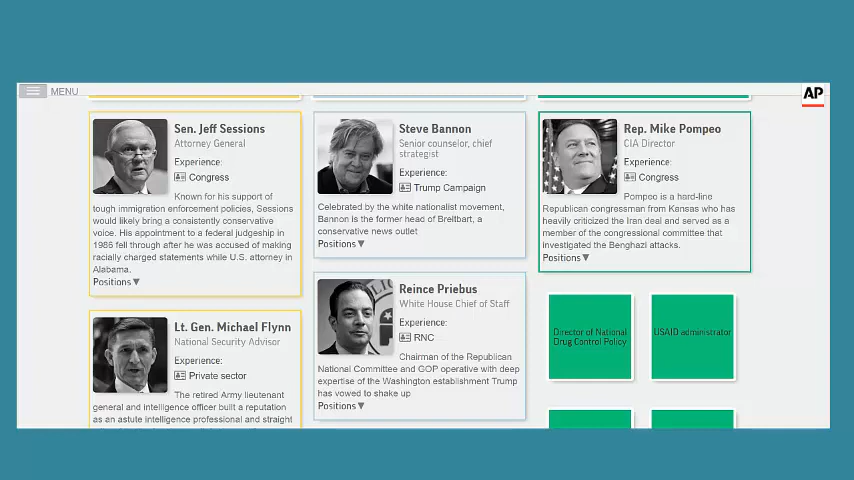 MENU
AP
Sen. Jeff Sessions
Attorney General
Experience:
Congress
Known for his support of
tough immigration enforcement policies, Sessions
would likely bring a consistently conservative
voice. His appointment to a federal judgeship in
1986 fell through after he was accused of making
racially charged statements while U.S. attorney in
Alabama.
Positions▼
Lt. Gen. Michael Flynn
National Security Advisor
Experience:
Private sector
The retired Army lieutenant
general and intelligence officer built a reputation
as an astute intelligence professional and straight
Steve Bannon
Senior counselor, chief
strategist
Experience:
Trump Campaign
Celebrated by the white nationalist movement,
Bannon is the former head of Breitbart, a
conservative news outlet
Positions▼
Reince Priebus
White House Chief of Staff
Experience:
RNC
Chairman of the Republican
National Committee and GOP operative with deep
expertise of the Washington establishment Trump
has vowed to shake up
Positions▼
Rep. Mike Pompeo
CIA Director
Experience:
Congress
Pompeo is a hard-line
Republican congressman from Kansas who has
heavily criticized the Iran deal and served as a
member of the congressional committee that
investigated the Benghazi attacks.
Positions▼
Director of National
Drug Control Policy
USAID administrator